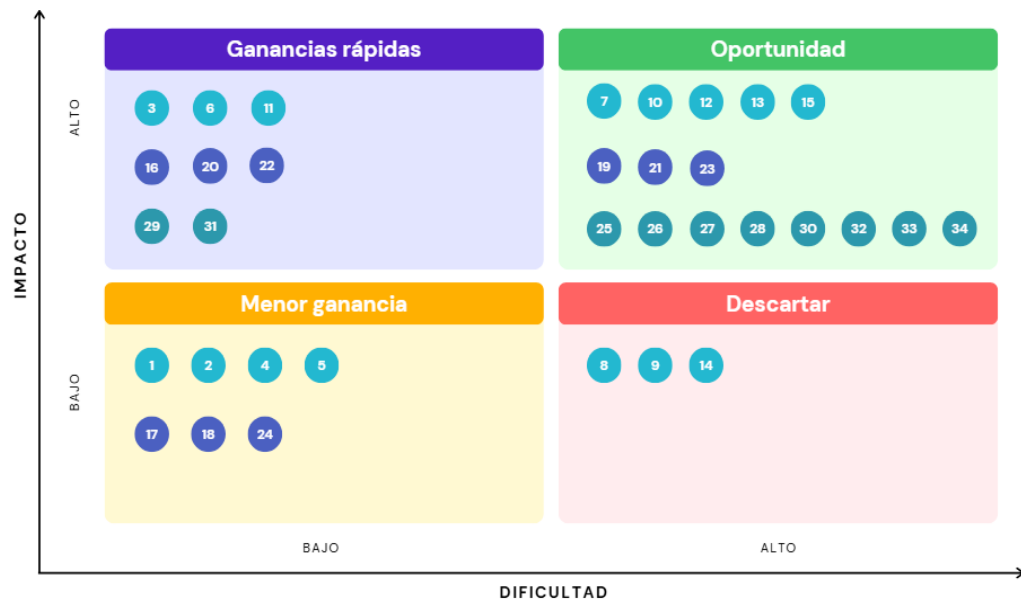 Ganancias rápidas
Oportunidad
ALTO
3 6 11
7 10 12 13 15
16 20 22
19 21 23
29 31
25 26 27 28 30 32 33 34
IMPACTO
Menor ganancia
Descartar
BAJO
1 2 4 5
8 9 14
17 18 24
BAJO
ALTO
DIFICULTAD